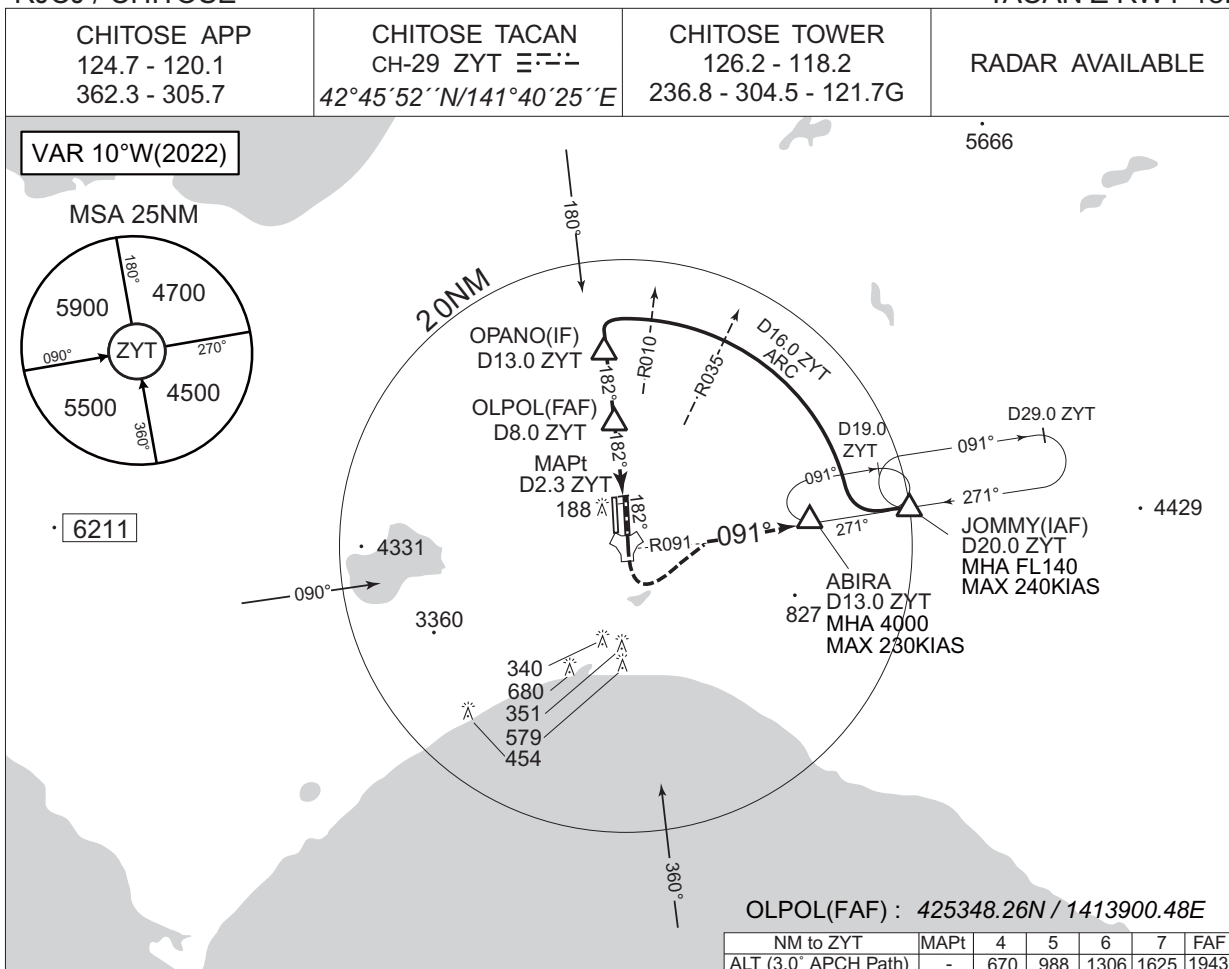 CHITOSE APP
124.7 - 120.1
362.3 - 305.7
CHITOSE TACAN
CH-29 ZYT
42°45´52´´N/141°40´25´´E
CHITOSE TOWER
126.2 - 118.2
236.8 - 304.5 - 121.7G
RADAR AVAILABLE
VAR 10°W(2022)
5666
MSA 25NM
180°
5900
4700
ZYT
090°
270°
5500
4500
360°
180°
20NM
OPANO(IF)
D13.0 ZYT
R010
R035
D16.0 ZYT
ARC
182°
OLPOL(FAF)
D8.0 ZYT
182°
MAPt
D2.3 ZYT
188
182°
D19.0
ZYT
D29.0 ZYT
091°
091°
271°
271°
R091
091°
JOMMY(IAF)
D20.0 ZYT
MHA FL140
MAX 240KIAS
4429
ABIRA
D13.0 ZYT
MHA 4000
MAX 230KIAS
827
6211
4331
090°
3360
340
680
351
579
454
360°
OLPOL(FAF) : 425348.26N / 1413900.48E
NM to ZYT MAPt 4 5 6 7 FAF
ALT (3.0° APCH Path) - 670 988 1306 1625 1943